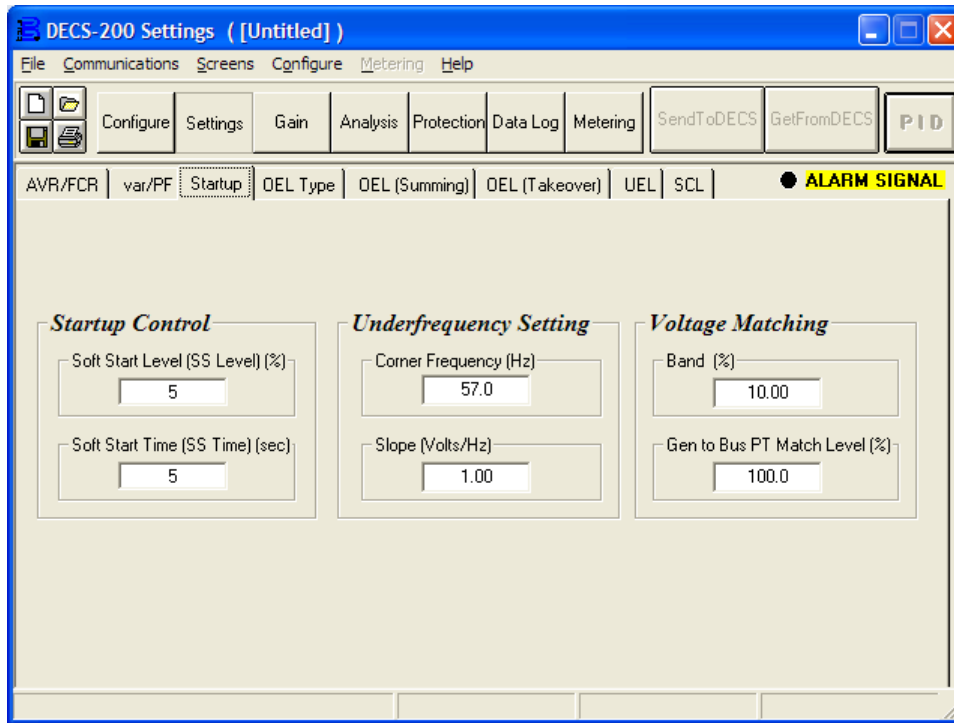 DECS-200 Settings ( [Untitled] )
File Communications Screens Configure Metering Help
Configure Settings Gain Analysis Protection Data Log Metering SendToDECS GetFromDECS PID
AVR/FCR var/PF Startup OEL Type OEL (Summing) OEL (Takeover) UEL SCL ALARM SIGNAL
Startup Control
Soft Start Level (SS Level) (%)
5
Soft Start Time (SS Time) (sec)
5
Underfrequency Setting
Corner Frequency (Hz)
57.0
Slope (Volts/Hz)
1.00
Voltage Matching
Band (%)
10.00
Gen to Bus PT Match Level (%)
100.0